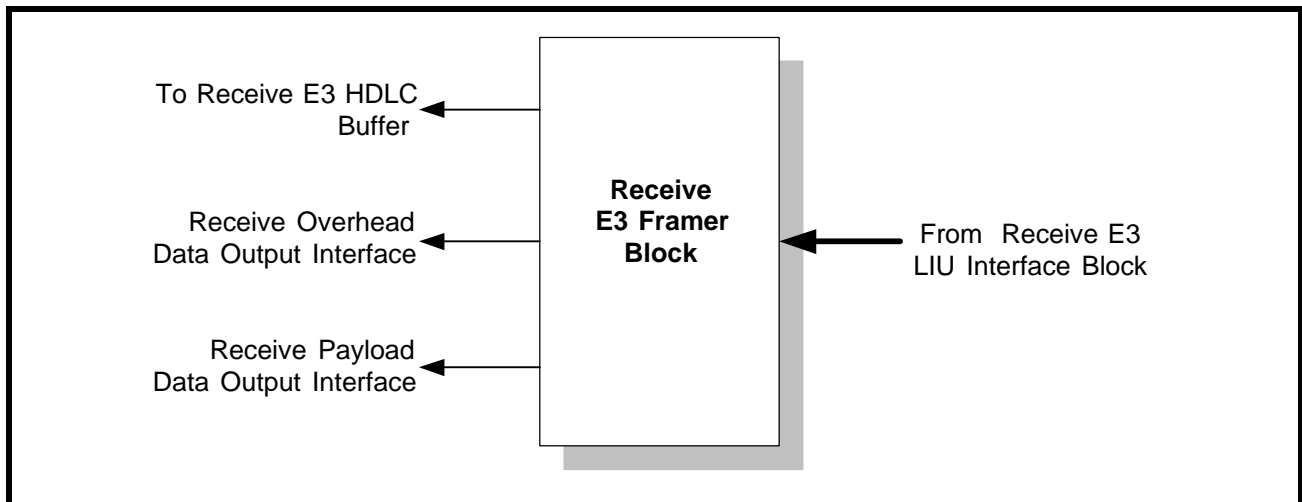 To Receive E3 HDLC
Buffer
Receive Overhead
Data Output Interface
Receive Payload
Data Output Interface
Receive
E3 Framer
Block
From Receive E3
LIU Interface Block